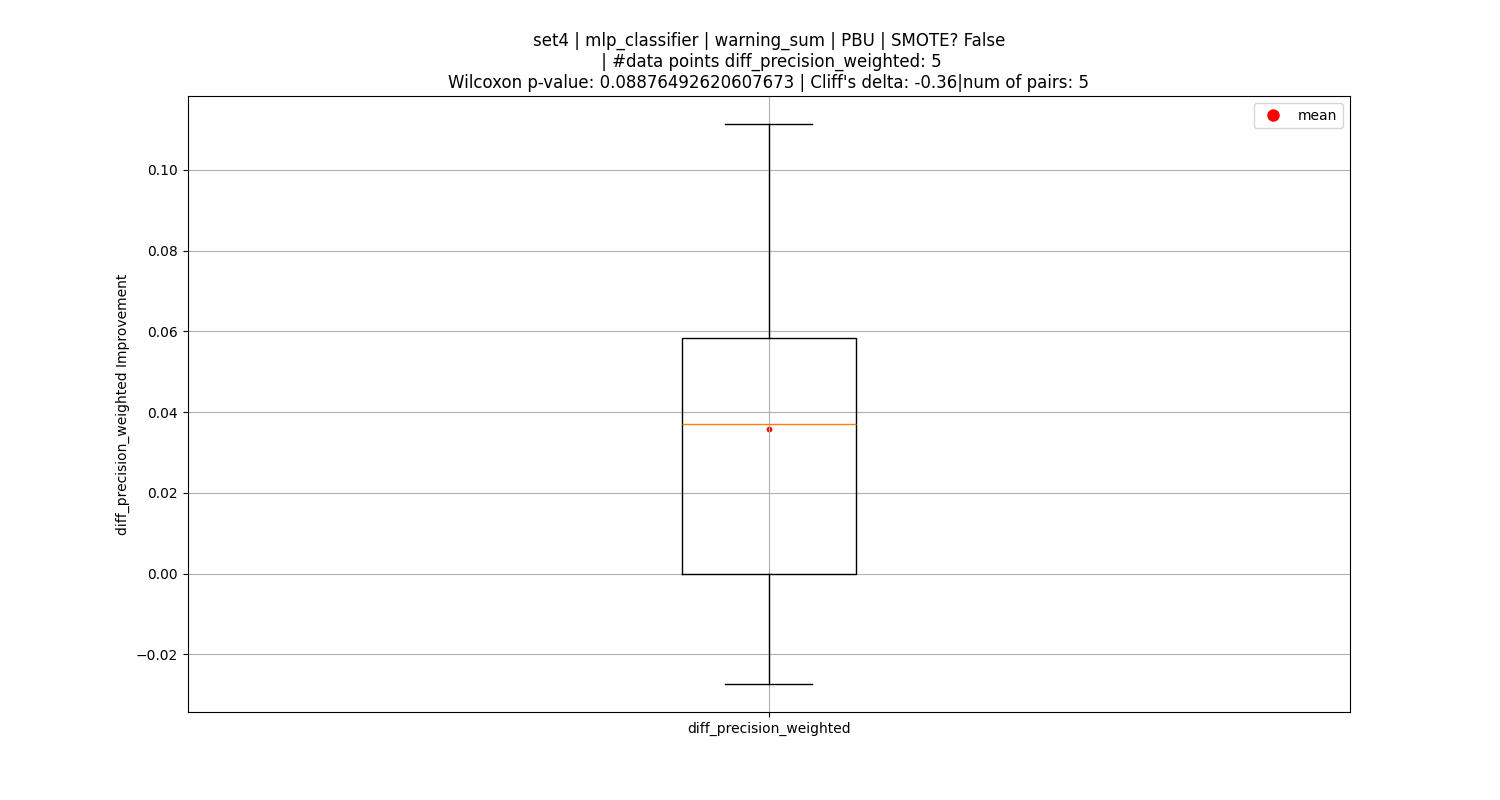 set4 | mlp_classifier | warning_sum | PBU | SMOTE? False
| #data points diff_precision_weighted: 5
Wilcoxon p-value: 0.08876492620607673 | Cliff's delta: -0.36|num of pairs: 5
mean
0.10
0.08
0.06
0.04
0.02
0.00
−0.02
diff_precision_weighted Improvement
diff_precision_weighted